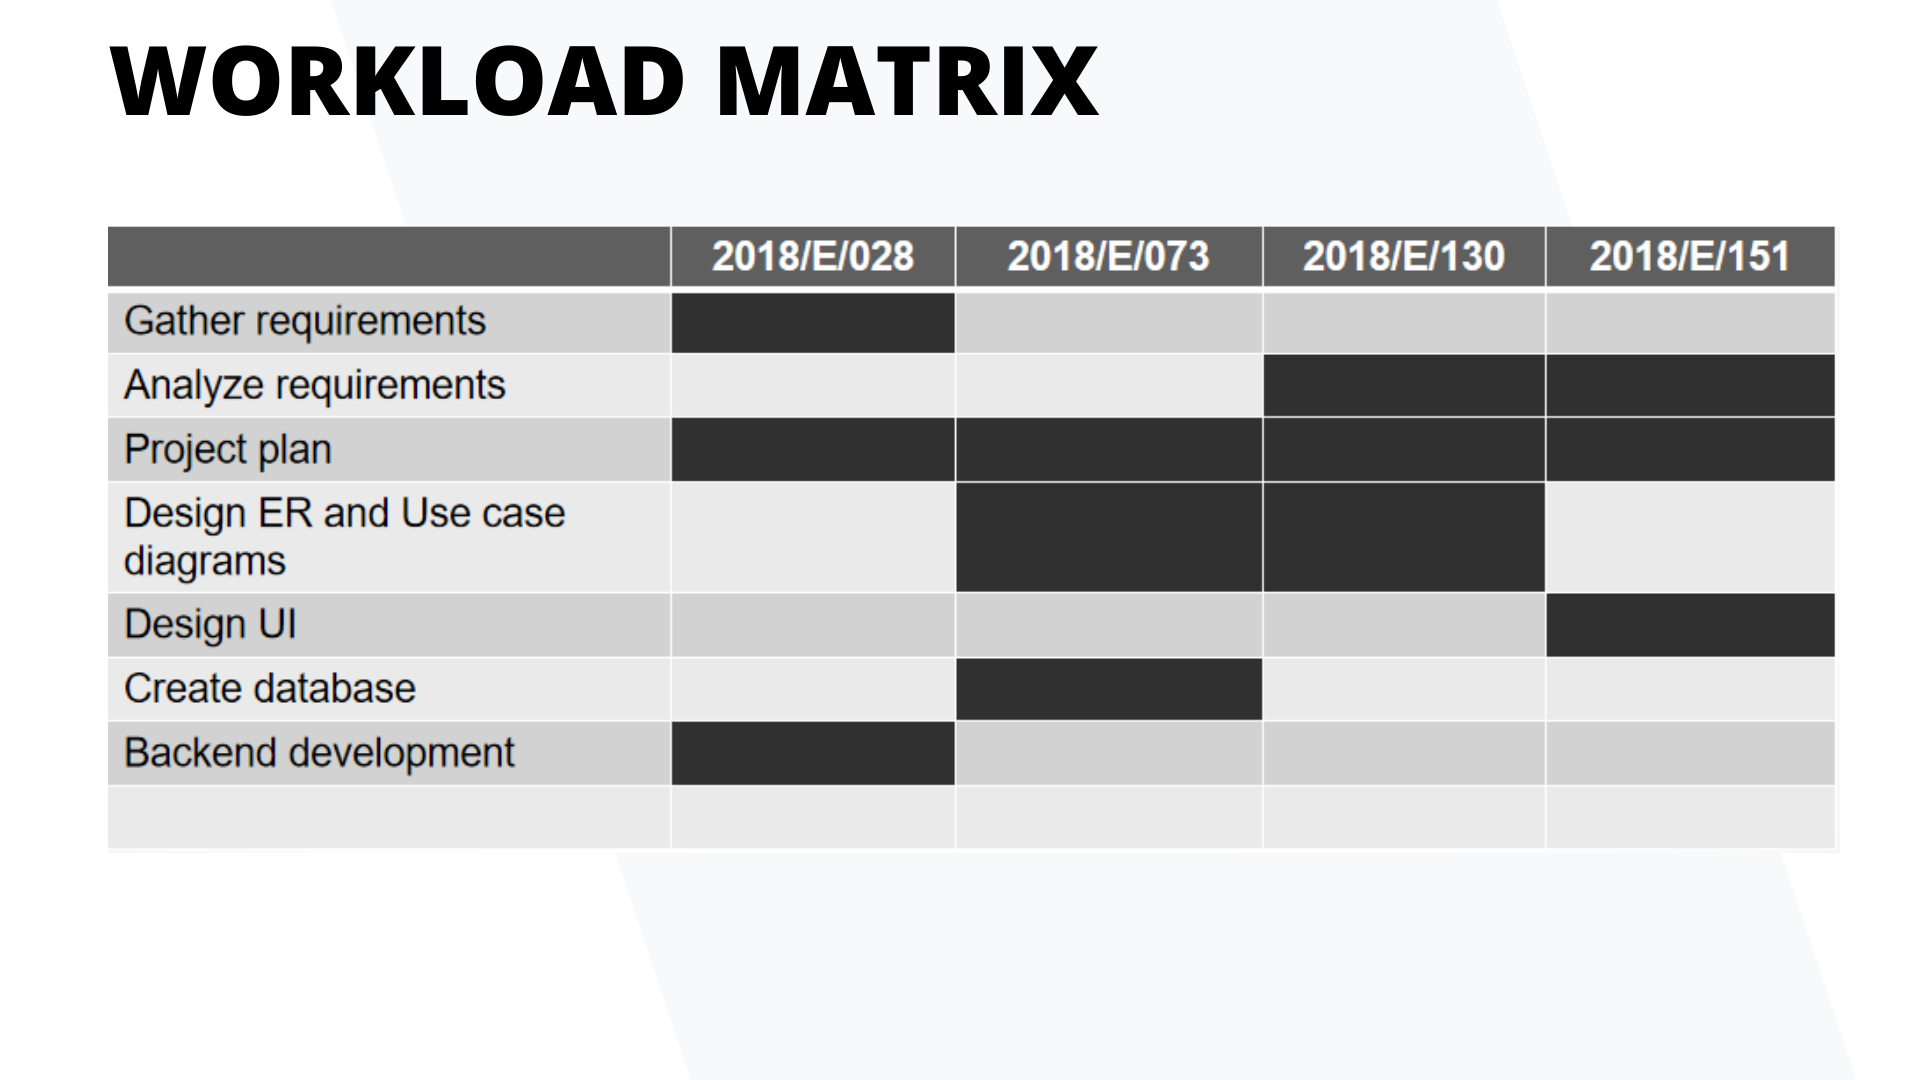 WORKLOAD MATRIX
2018/E/028 2018/E/073 2018/E/130 2018/E/151
Gather requirements
Analyze requirements
Project plan
Design ER and Use case
diagrams
Design UI
Create database
Backend development